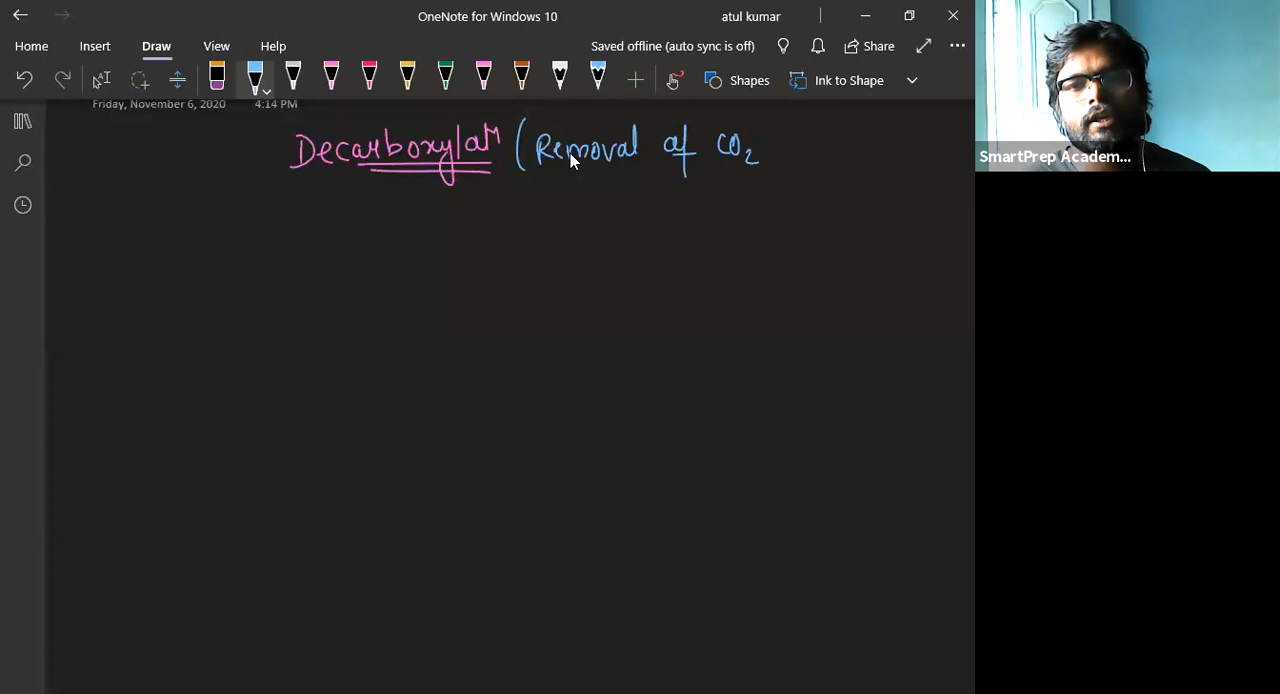 OneNote for Windows 10
atul kumar
Home Insert Draw View Help
Saved offline (auto sync is off)
Share
Shapes
Ink to Shape
Friday, November 6, 2020 4:14 PM
Decarboxylatn (Removal of CO2
SmartPrep Academ...